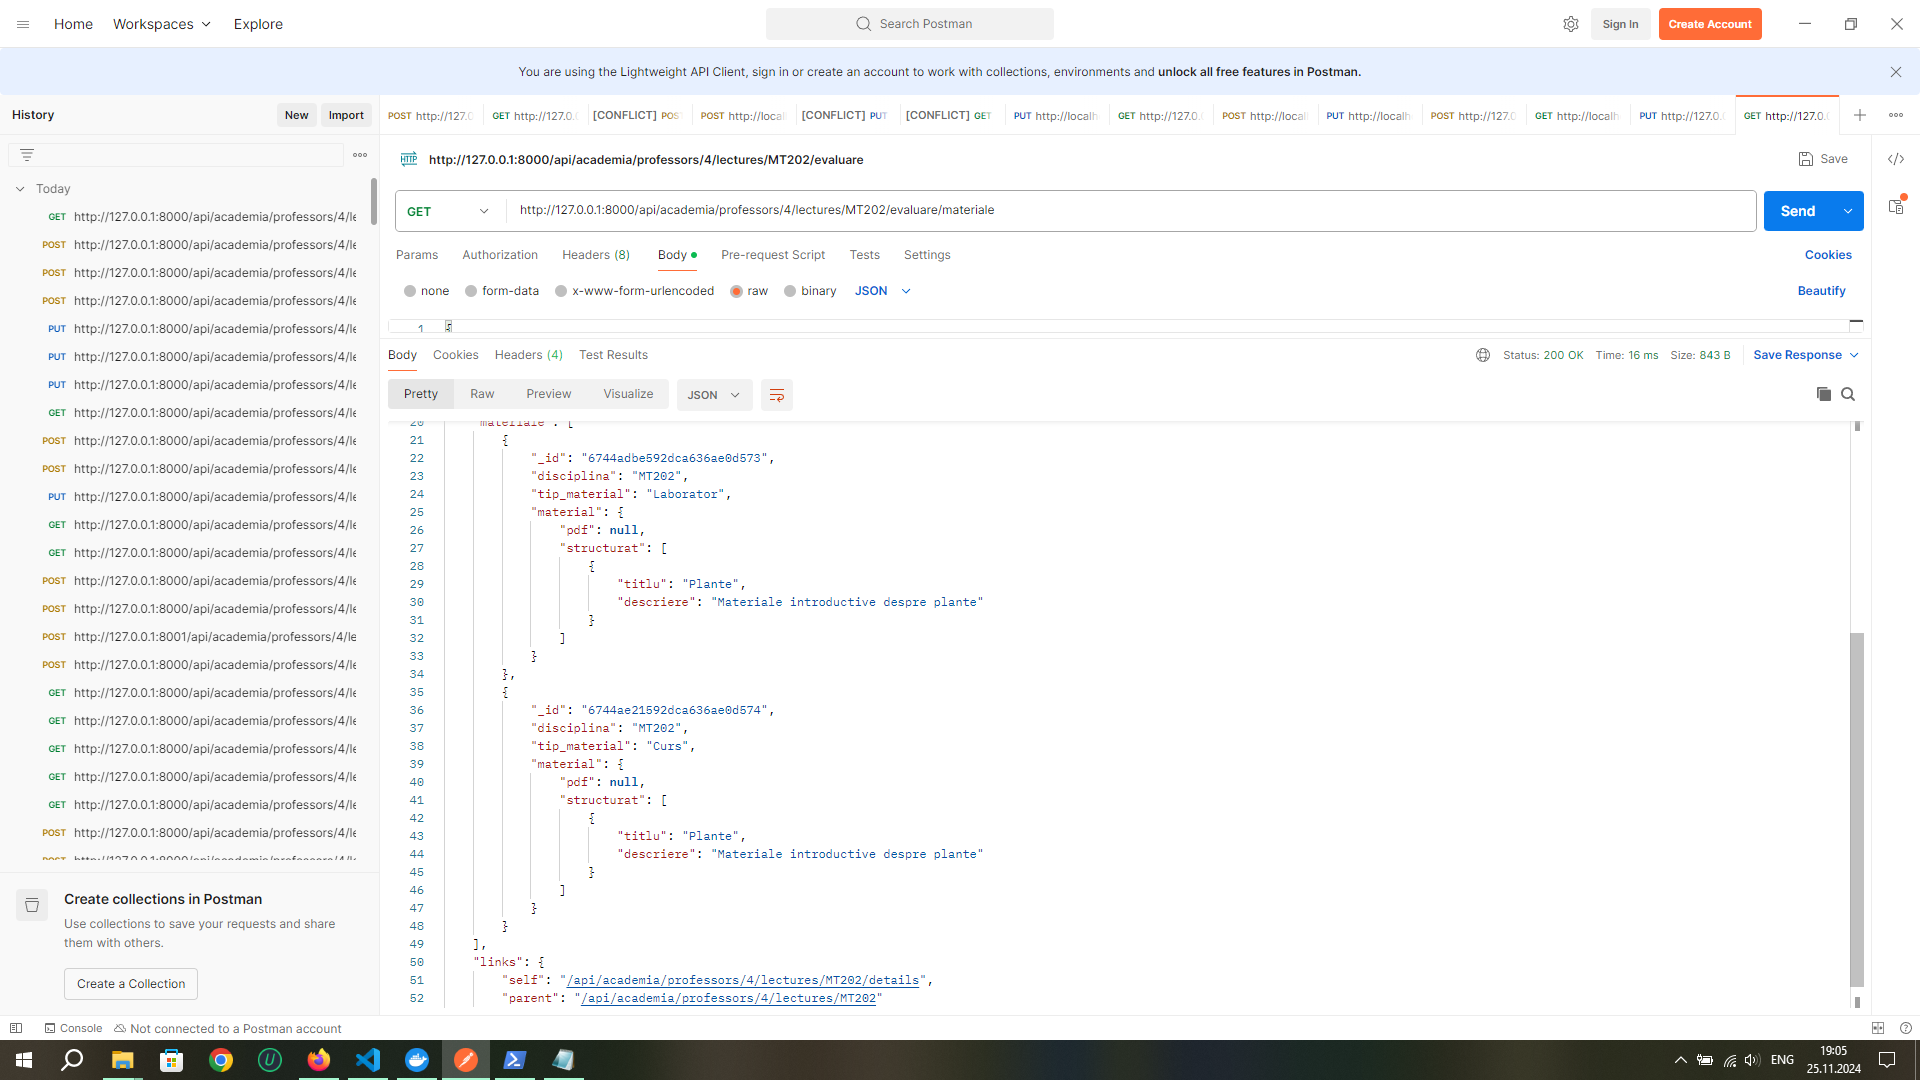 Home Workspaces Explore Search Postman Sign In Create Account
You are using the Lightweight API Client, sign in or create an account to work with collections, environments and unlock all free features in Postman.
History New Import
POST http://127.0 GET http://127.0. [CONFLICT] POS POST http://local [CONFLICT] PUT [CONFLICT] GET PUT http://localh GET http://127.0. POST http://local PUT http://localh POST http://127.0 GET http://localh PUT http://127.0. GET http://127.0.
http://127.0.0.1:8000/api/academia/professors/4/lectures/MT202/evaluare Save
Today
GET http://127.0.0.1:8000/api/academia/professors/4/le
POST http://127.0.0.1:8000/api/academia/professors/4/le
POST http://127.0.0.1:8000/api/academia/professors/4/le
POST http://127.0.0.1:8000/api/academia/professors/4/le
PUT http://127.0.0.1:8000/api/academia/professors/4/le
PUT http://127.0.0.1:8000/api/academia/professors/4/le
PUT http://127.0.0.1:8000/api/academia/professors/4/le
GET http://127.0.0.1:8000/api/academia/professors/4/le
POST http://127.0.0.1:8000/api/academia/professors/4/le
POST http://127.0.0.1:8000/api/academia/professors/4/le
PUT http://127.0.0.1:8000/api/academia/professors/4/le
GET http://127.0.0.1:8000/api/academia/professors/4/le
GET http://127.0.0.1:8000/api/academia/professors/4/le
POST http://127.0.0.1:8000/api/academia/professors/4/le
POST http://127.0.0.1:8000/api/academia/professors/4/le
POST http://127.0.0.1:8001/api/academia/professors/4/le
POST http://127.0.0.1:8000/api/academia/professors/4/le
GET http://127.0.0.1:8000/api/academia/professors/4/le
GET http://127.0.0.1:8000/api/academia/professors/4/le
GET http://127.0.0.1:8000/api/academia/professors/4/le
GET http://127.0.0.1:8000/api/academia/professors/4/le
GET http://127.0.0.1:8000/api/academia/professors/4/le
POST http://127.0.0.1:8000/api/academia/professors/4/le
POST http://127.0.0.1:8000/api/academia/professors/4/le
Create collections in Postman
Use collections to save your requests and share
them with others.
Create a Collection
GET http://127.0.0.1:8000/api/academia/professors/4/lectures/MT202/evaluare/materiale Send
Params Authorization Headers (8) Body Pre-request Script Tests Settings Cookies
none form-data x-www-form-urlencoded raw binary JSON Beautify
1 {
Body Cookies Headers (4) Test Results Status: 200 OK Time: 16 ms Size: 843 B Save Response
Pretty Raw Preview Visualize JSON
20 "materiale": [
21 {
22 "_id": "6744adbe592dca636ae0d573",
23 "disciplina": "MT202",
24 "tip_material": "Laborator",
25 "material": {
26 "pdf": null,
27 "structurat": [
28 {
29 "titlu": "Plante",
30 "descriere": "Materiale introductive despre plante"
31 }
32 ]
33 }
34 },
35 {
36 "_id": "6744ae21592dca636ae0d574",
37 "disciplina": "MT202",
38 "tip_material": "Curs",
39 "material": {
40 "pdf": null,
41 "structurat": [
42 {
43 "titlu": "Plante",
44 "descriere": "Materiale introductive despre plante"
45 }
46 ]
47 }
48 }
49 ],
50 "links": {
51 "self": "/api/academia/professors/4/lectures/MT202/details",
52 "parent": "/api/academia/professors/4/lectures/MT202"
Console Not connected to a Postman account
ENG 19:05
25.11.2024